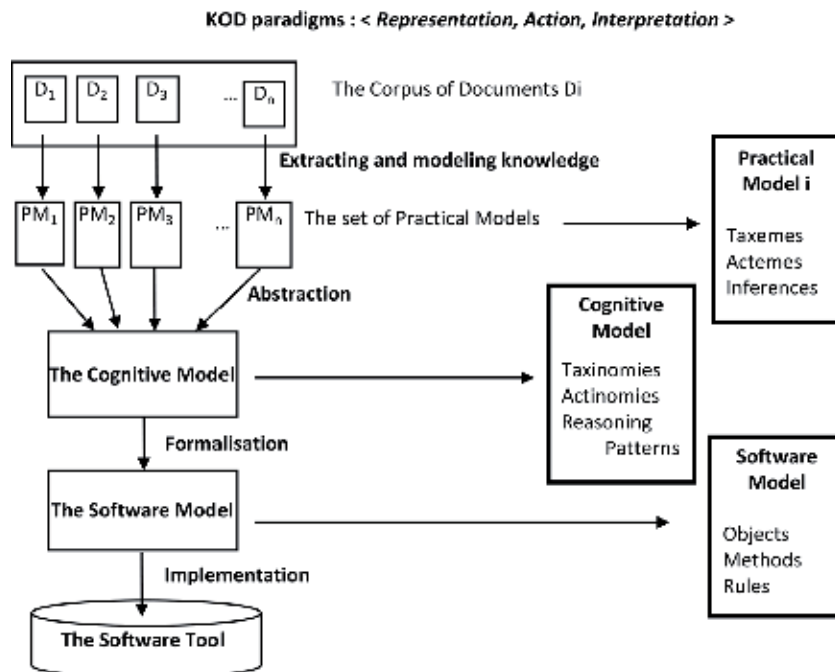 KOD paradigms : < Representation, Action, Interpretation >
D1 D2 D3 ... Dn The Corpus of Documents Di
Extracting and modeling knowledge
PM1 PM2 PM3 ... PMn The set of Practical Models
Practical
Model i
Taxemes
Actemes
Inferences
Abstraction
The Cognitive Model
Cognitive
Model
Taxinomies
Actinomies
Reasoning
Patterns
Formalisation
The Software Model
Software
Model
Objects
Methods
Rules
Implementation
The Software Tool